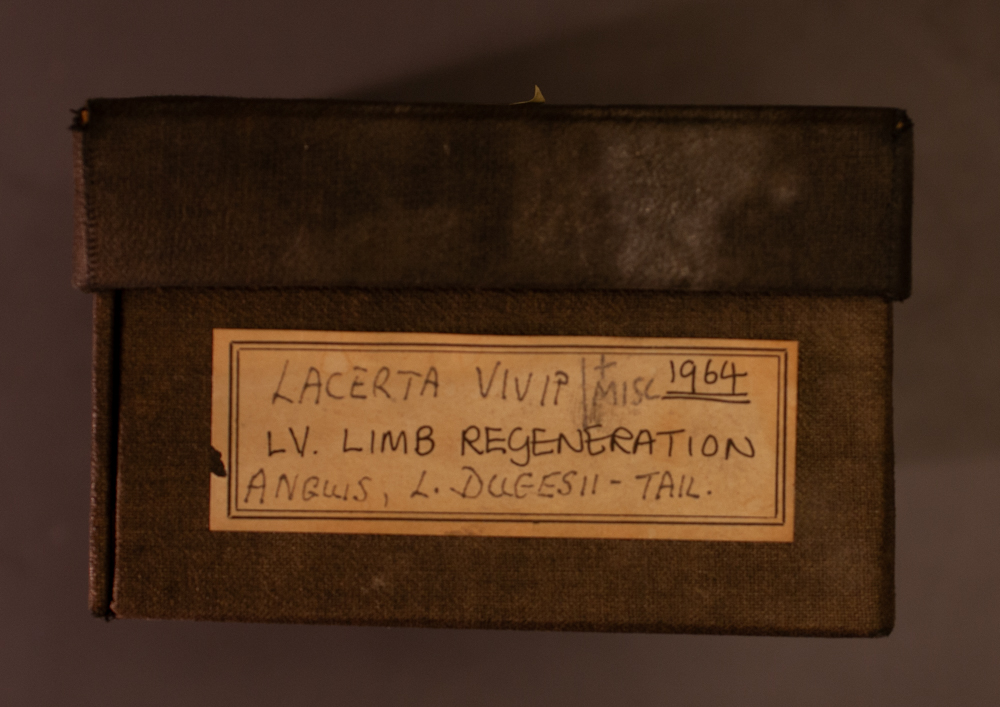 LACERTA VIVIP + MISC 1964
LV. LIMB REGENERATION
ANGUIS, L. DUGESII - TAIL.